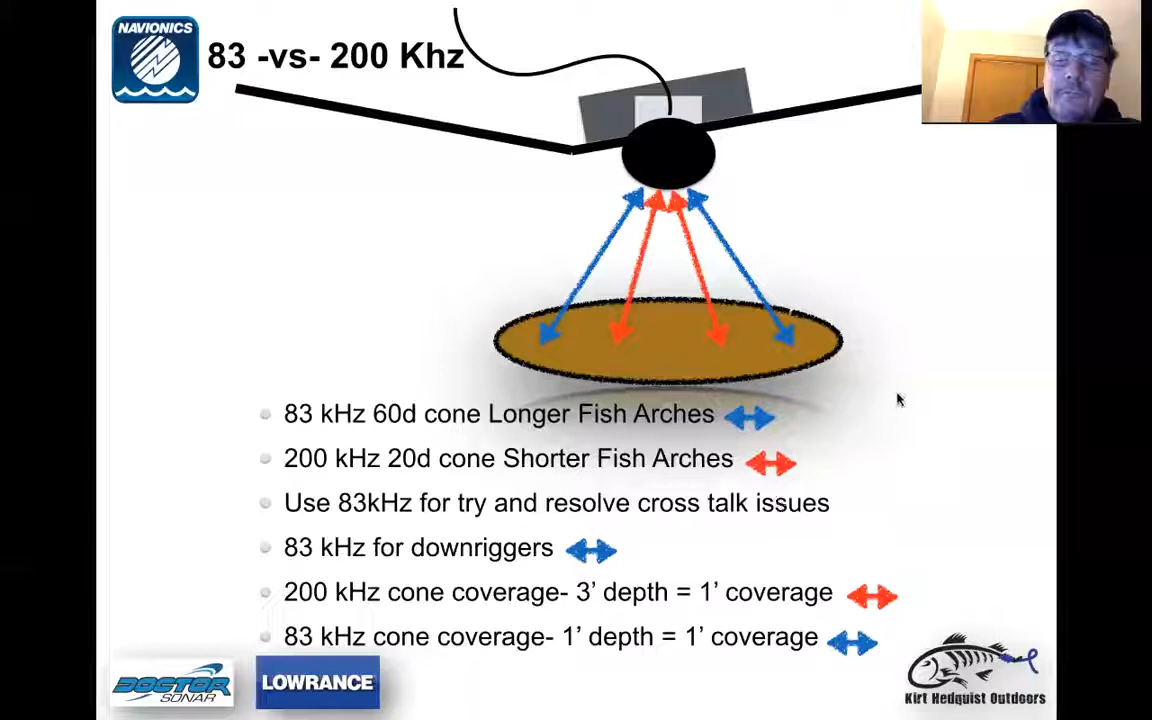 NAVIONICS
83 -vs- 200 Khz
83 kHz 60d cone Longer Fish Arches
200 kHz 20d cone Shorter Fish Arches
Use 83kHz for try and resolve cross talk issues
83 kHz for downriggers
200 kHz cone coverage- 3’ depth = 1’ coverage
83 kHz cone coverage- 1’ depth = 1’ coverage
DOCTOR
SONAR
LOWRANCE
Kirt Hedquist Outdoors